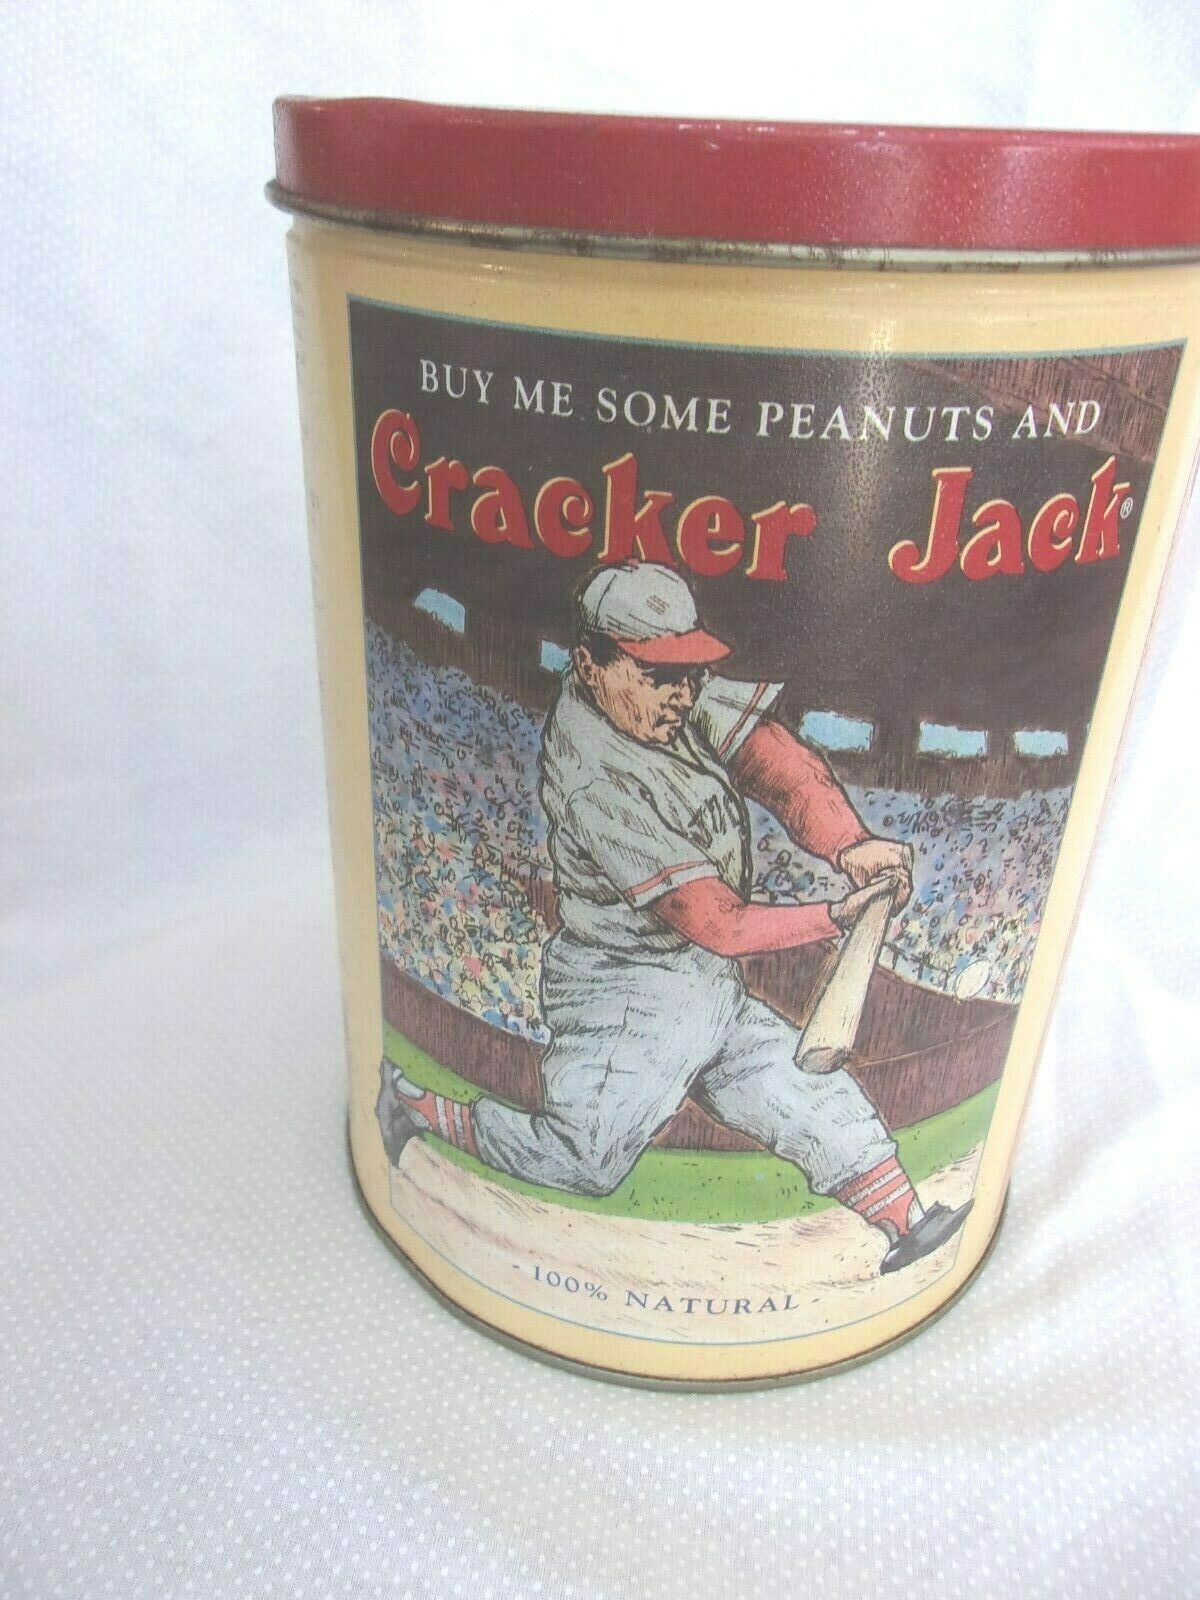 BUY ME SOME PEANUTS AND
Cracker Jack®
- 100% NATURAL -